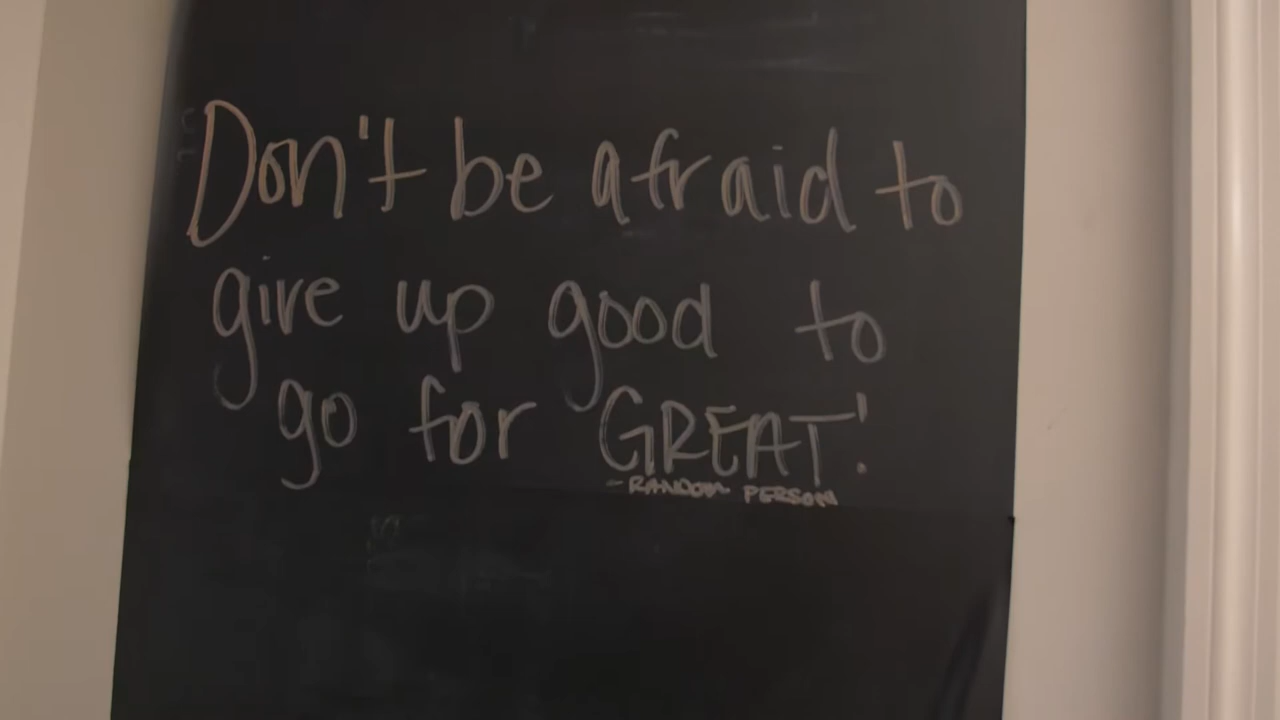 Don't be afraid to
give up good to
go for GREAT!
- RANDOM PERSON